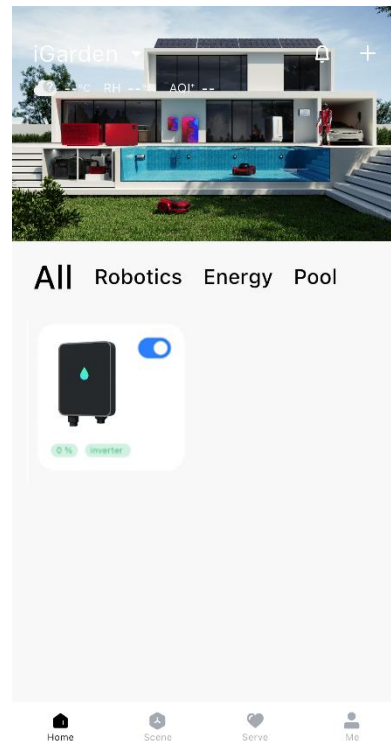 iGarden
--°C RH --% AQI: --
All Robotics Energy Pool
0 % inverter
Home Scene Serve Me